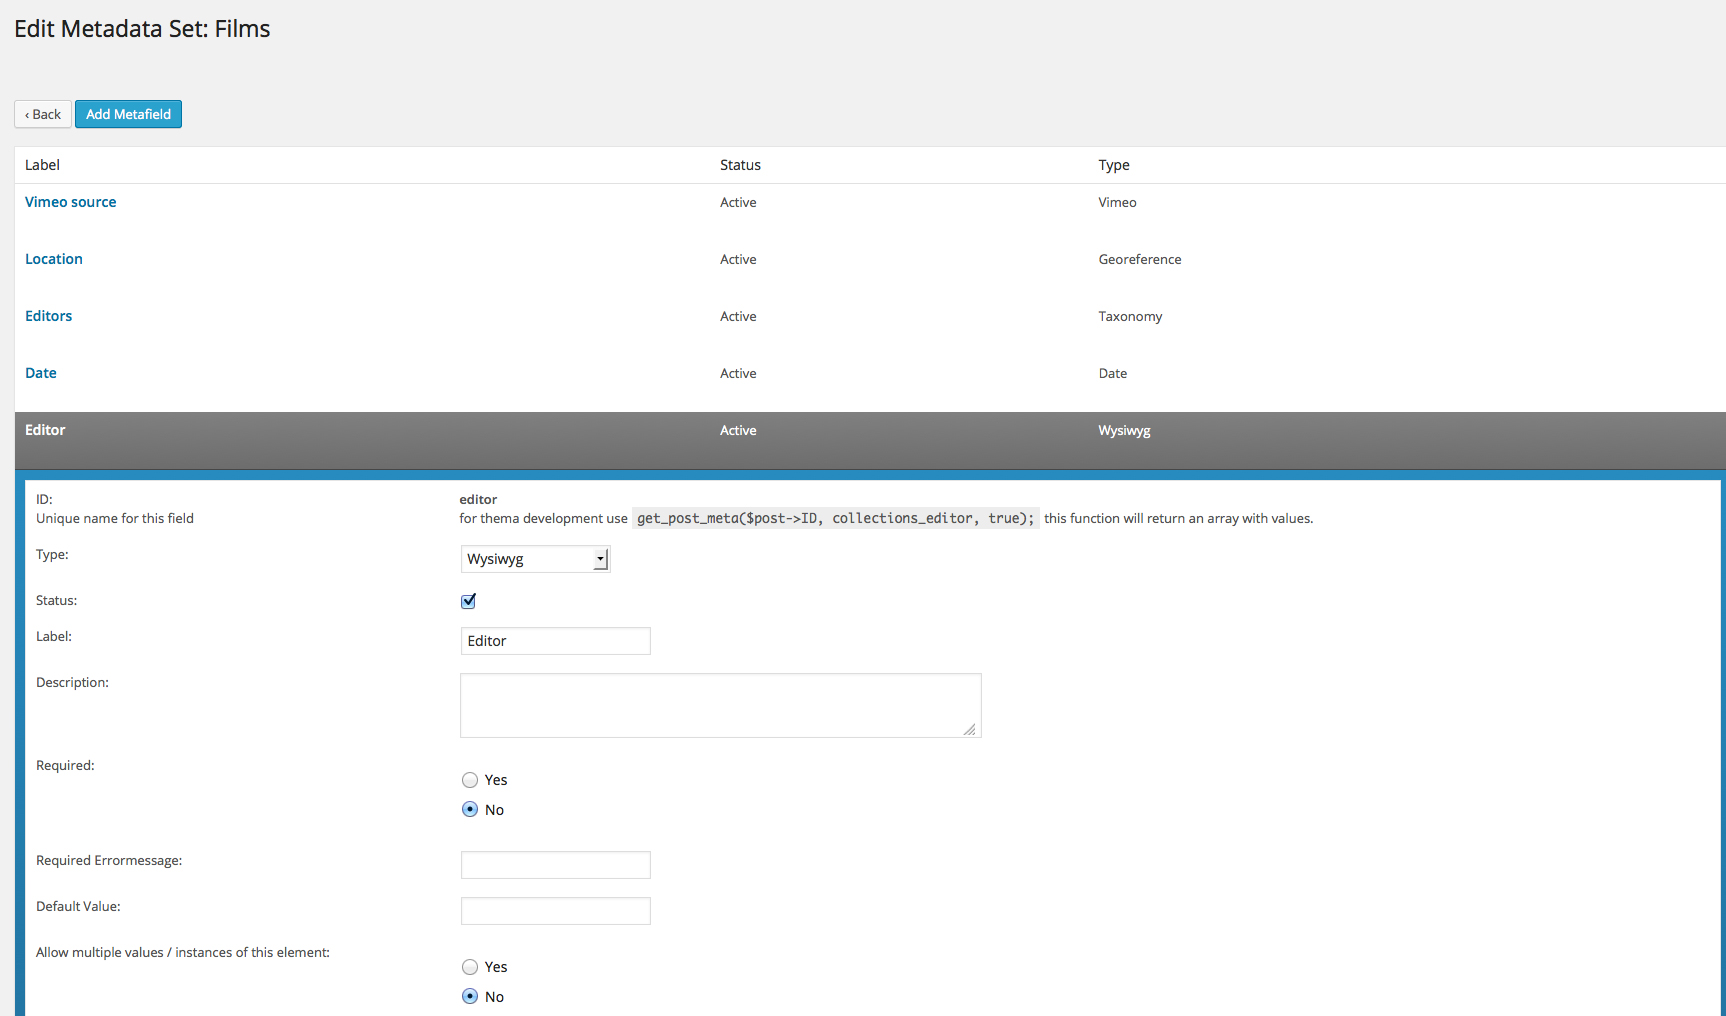 Edit Metadata Set: Films
‹ Back Add Metafield
Label Status Type
Vimeo source Active Vimeo
Location Active Georeference
Editors Active Taxonomy
Date Active Date
Editor Active Wysiwyg
ID: editor
Unique name for this field for thema development use get_post_meta($post->ID, collections_editor, true); this function will return an array with values.
Type: Wysiwyg
Status:
Label: Editor
Description:
Required:
Yes
No
Required Errormessage:
Default Value:
Allow multiple values / instances of this element:
Yes
No